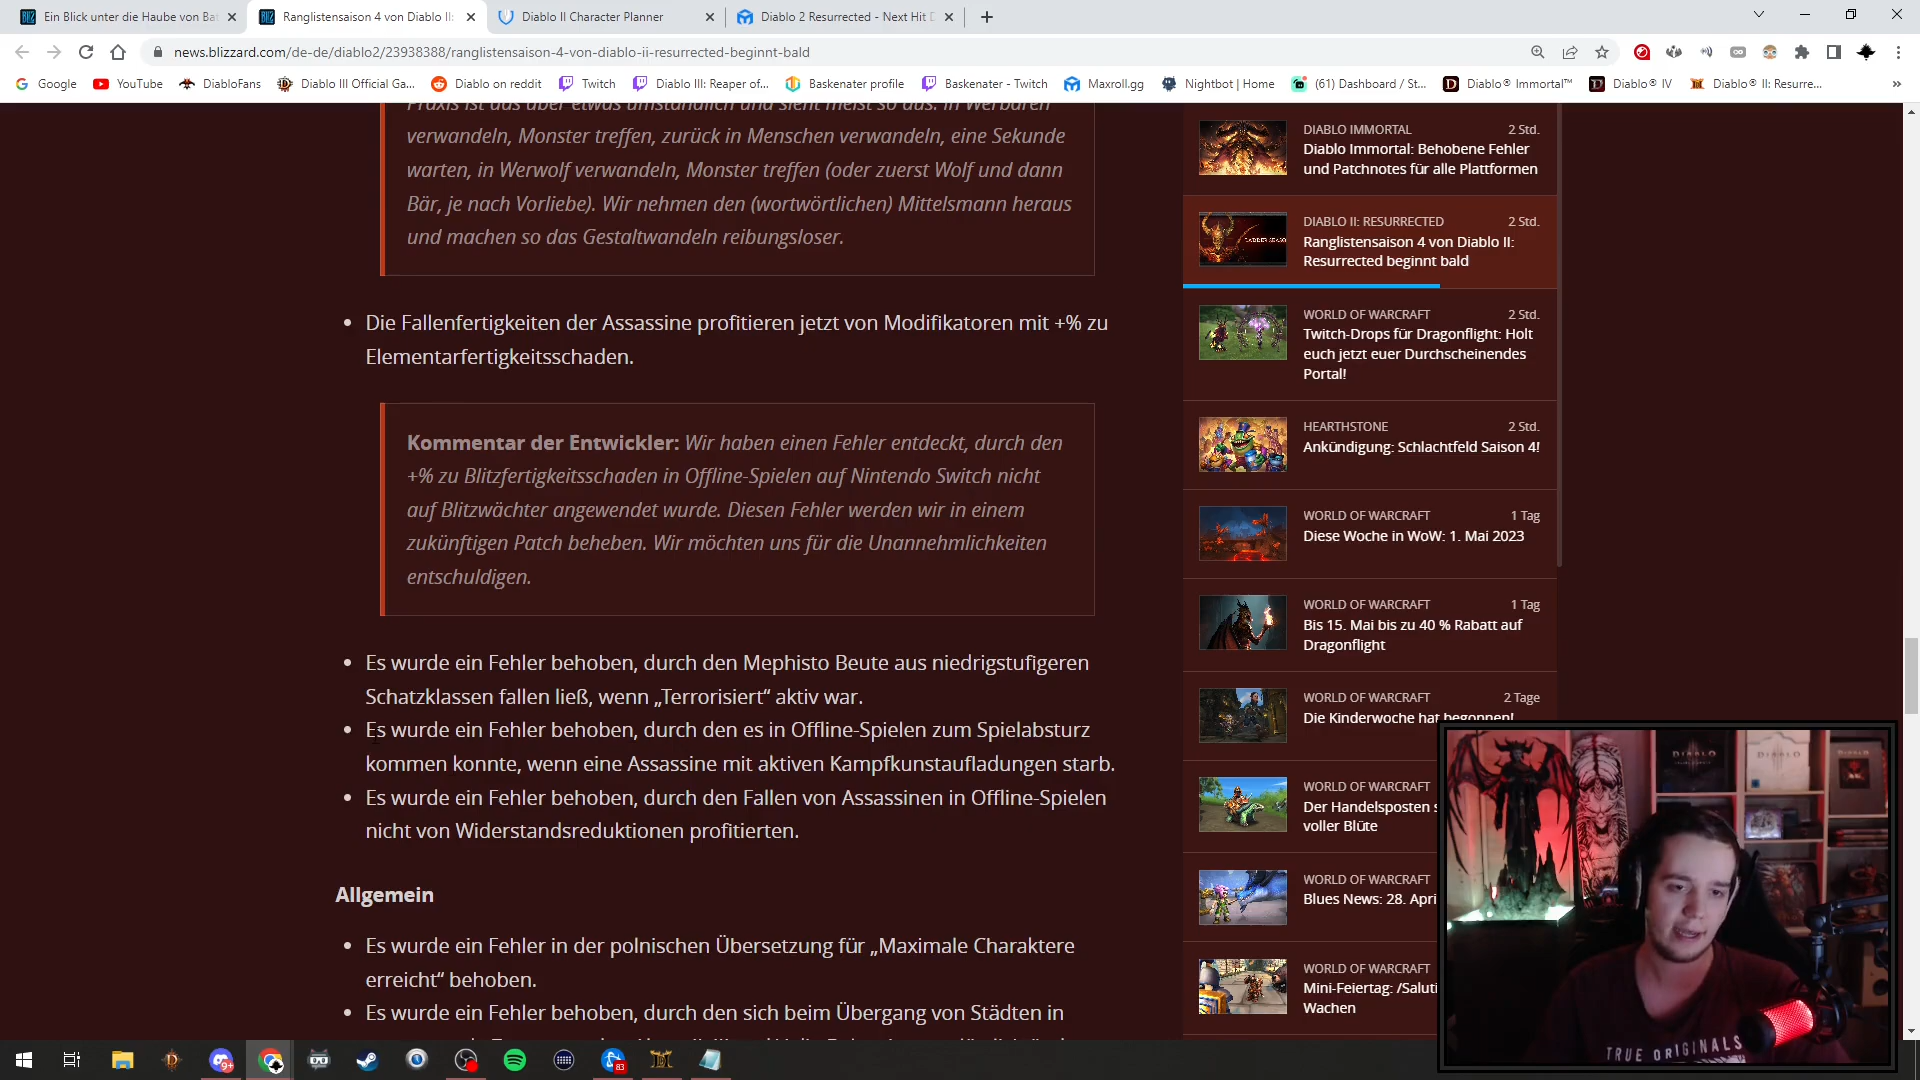 Ein Blick unter die Haube von Ba
Ranglistensaison 4 von Diablo II:
Diablo II Character Planner
Diablo 2 Resurrected - Next Hit D
news.blizzard.com/de-de/diablo2/23938388/ranglistensaison-4-von-diablo-ii-resurrected-beginnt-bald
Google
YouTube
DiabloFans
Diablo III Official Ga...
Diablo on reddit
Twitch
Diablo III: Reaper of...
Baskenater profile
Baskenater - Twitch
Maxroll.gg
Nightbot | Home
(61) Dashboard / St...
Diablo® Immortal™
Diablo® IV
Diablo® II: Resurre...
Praxis ist das aber etwas umständlich und sieht meist so aus: In Werbären
verwandeln, Monster treffen, zurück in Menschen verwandeln, eine Sekunde
warten, in Werwolf verwandeln, Monster treffen (oder zuerst Wolf und dann
Bär, je nach Vorliebe). Wir nehmen den (wortwörtlichen) Mittelsmann heraus
und machen so das Gestaltwandeln reibungsloser.
• Die Fallenfertigkeiten der Assassine profitieren jetzt von Modifikatoren mit +% zu
Elementarfertigkeitsschaden.
Kommentar der Entwickler: Wir haben einen Fehler entdeckt, durch den
+% zu Blitzfertigkeitsschaden in Offline-Spielen auf Nintendo Switch nicht
auf Blitzwächter angewendet wurde. Diesen Fehler werden wir in einem
zukünftigen Patch beheben. Wir möchten uns für die Unannehmlichkeiten
entschuldigen.
• Es wurde ein Fehler behoben, durch den Mephisto Beute aus niedrigstufigeren
Schatzklassen fallen ließ, wenn „Terrorisiert“ aktiv war.
• Es wurde ein Fehler behoben, durch den es in Offline-Spielen zum Spielabsturz
kommen konnte, wenn eine Assassine mit aktiven Kampfkunstaufladungen starb.
• Es wurde ein Fehler behoben, durch den Fallen von Assassinen in Offline-Spielen
nicht von Widerstandsreduktionen profitierten.
Allgemein
• Es wurde ein Fehler in der polnischen Übersetzung für „Maximale Charaktere
erreicht“ behoben.
• Es wurde ein Fehler behoben, durch den sich beim Übergang von Städten in
DIABLO IMMORTAL 2 Std.
Diablo Immortal: Behobene Fehler
und Patchnotes für alle Plattformen
DIABLO II: RESURRECTED 2 Std.
Ranglistensaison 4 von Diablo II:
Resurrected beginnt bald
WORLD OF WARCRAFT 2 Std.
Twitch-Drops für Dragonflight: Holt
euch jetzt euer Durchscheinendes
Portal!
HEARTHSTONE 2 Std.
Ankündigung: Schlachtfeld Saison 4!
WORLD OF WARCRAFT 1 Tag
Diese Woche in WoW: 1. Mai 2023
WORLD OF WARCRAFT 1 Tag
Bis 15. Mai bis zu 40 % Rabatt auf
Dragonflight
WORLD OF WARCRAFT 2 Tage
Die Kinderwoche hat begonnen!
WORLD OF WARCRAFT
Der Handelsposten s
voller Blüte
WORLD OF WARCRAFT
Blues News: 28. Apri
WORLD OF WARCRAFT
Mini-Feiertag: /Saluti
Wachen
DIABLO
DIABLO
TRUE ORIGINALS
9+
83